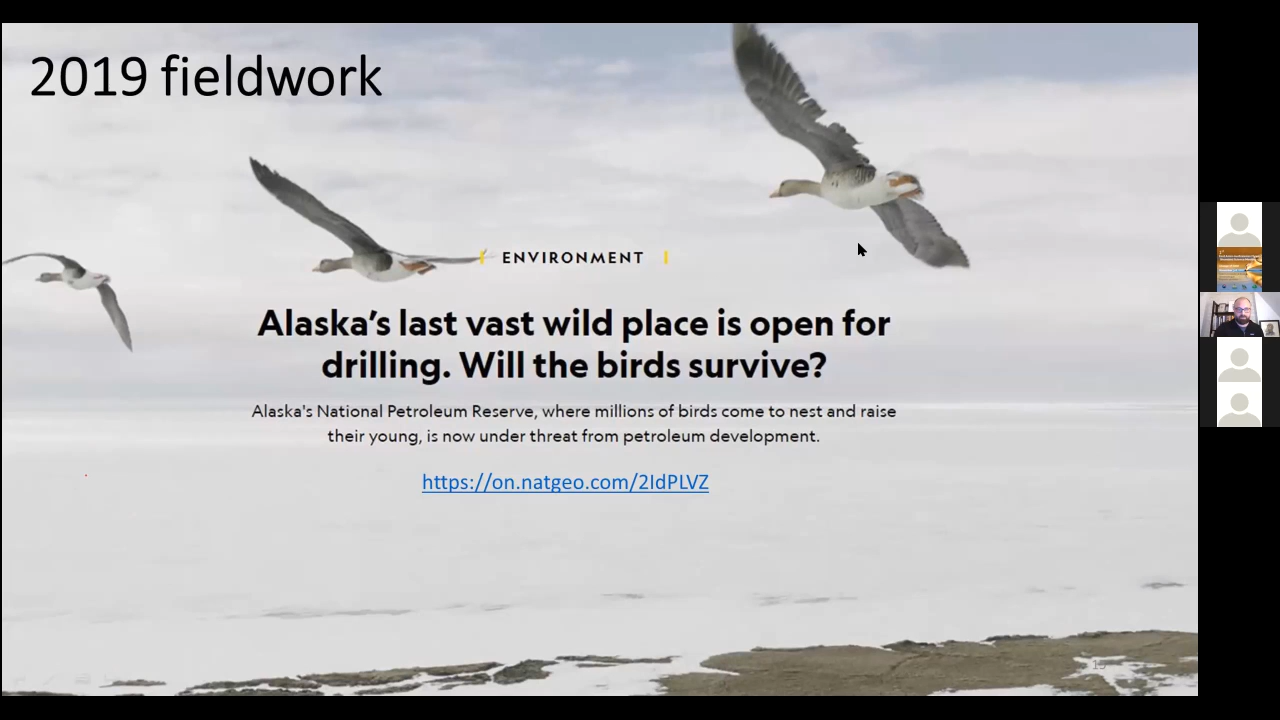 2019 fieldwork
ENVIRONMENT
Alaska's last vast wild place is open for
drilling. Will the birds survive?
Alaska's National Petroleum Reserve, where millions of birds come to nest and raise
their young, is now under threat from petroleum development.
https://on.natgeo.com/2IdPLVZ